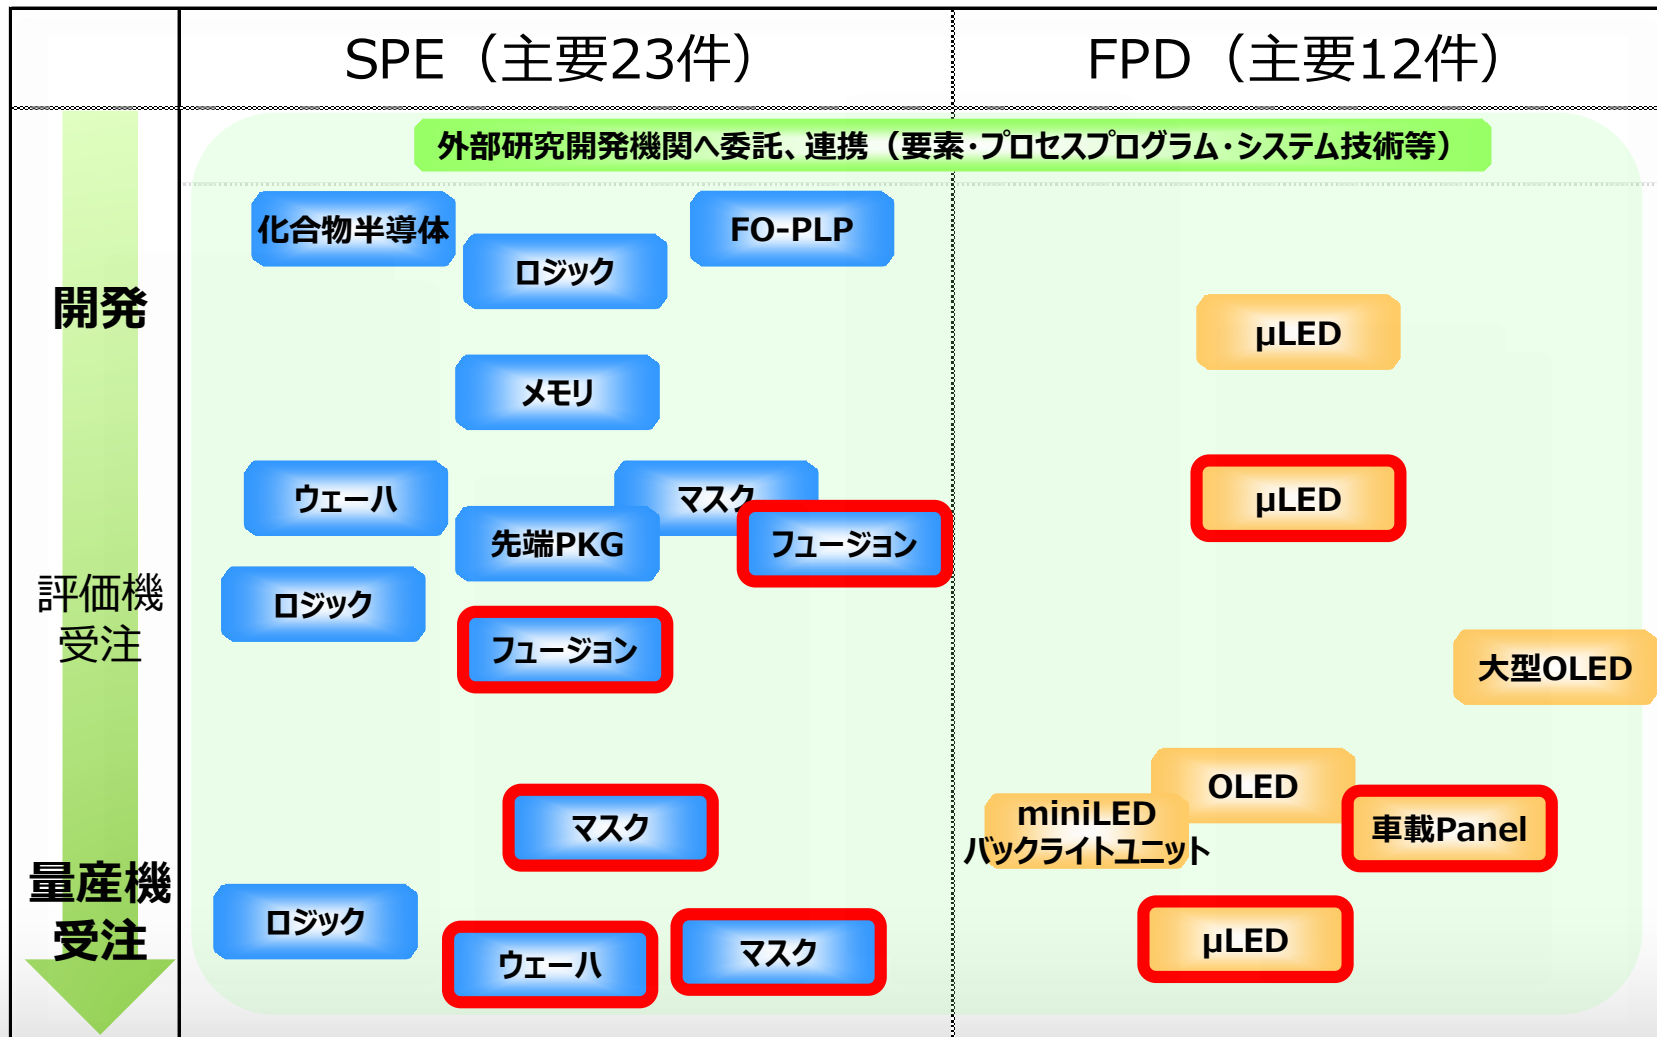 SPE（主要23件）
FPD（主要12件）
外部研究開発機関へ委託、連携（要素・プロセスプログラム・システム技術等）
開発
化合物半導体
ロジック
FO-PLP
µLED
メモリ
評価機
受注
ウェーハ
マスク
先端PKG
フュージョン
µLED
ロジック
フュージョン
大型OLED
量産機
受注
マスク
OLED
miniLED
バックライトユニット
車載Panel
ロジック
ウェーハ
マスク
µLED